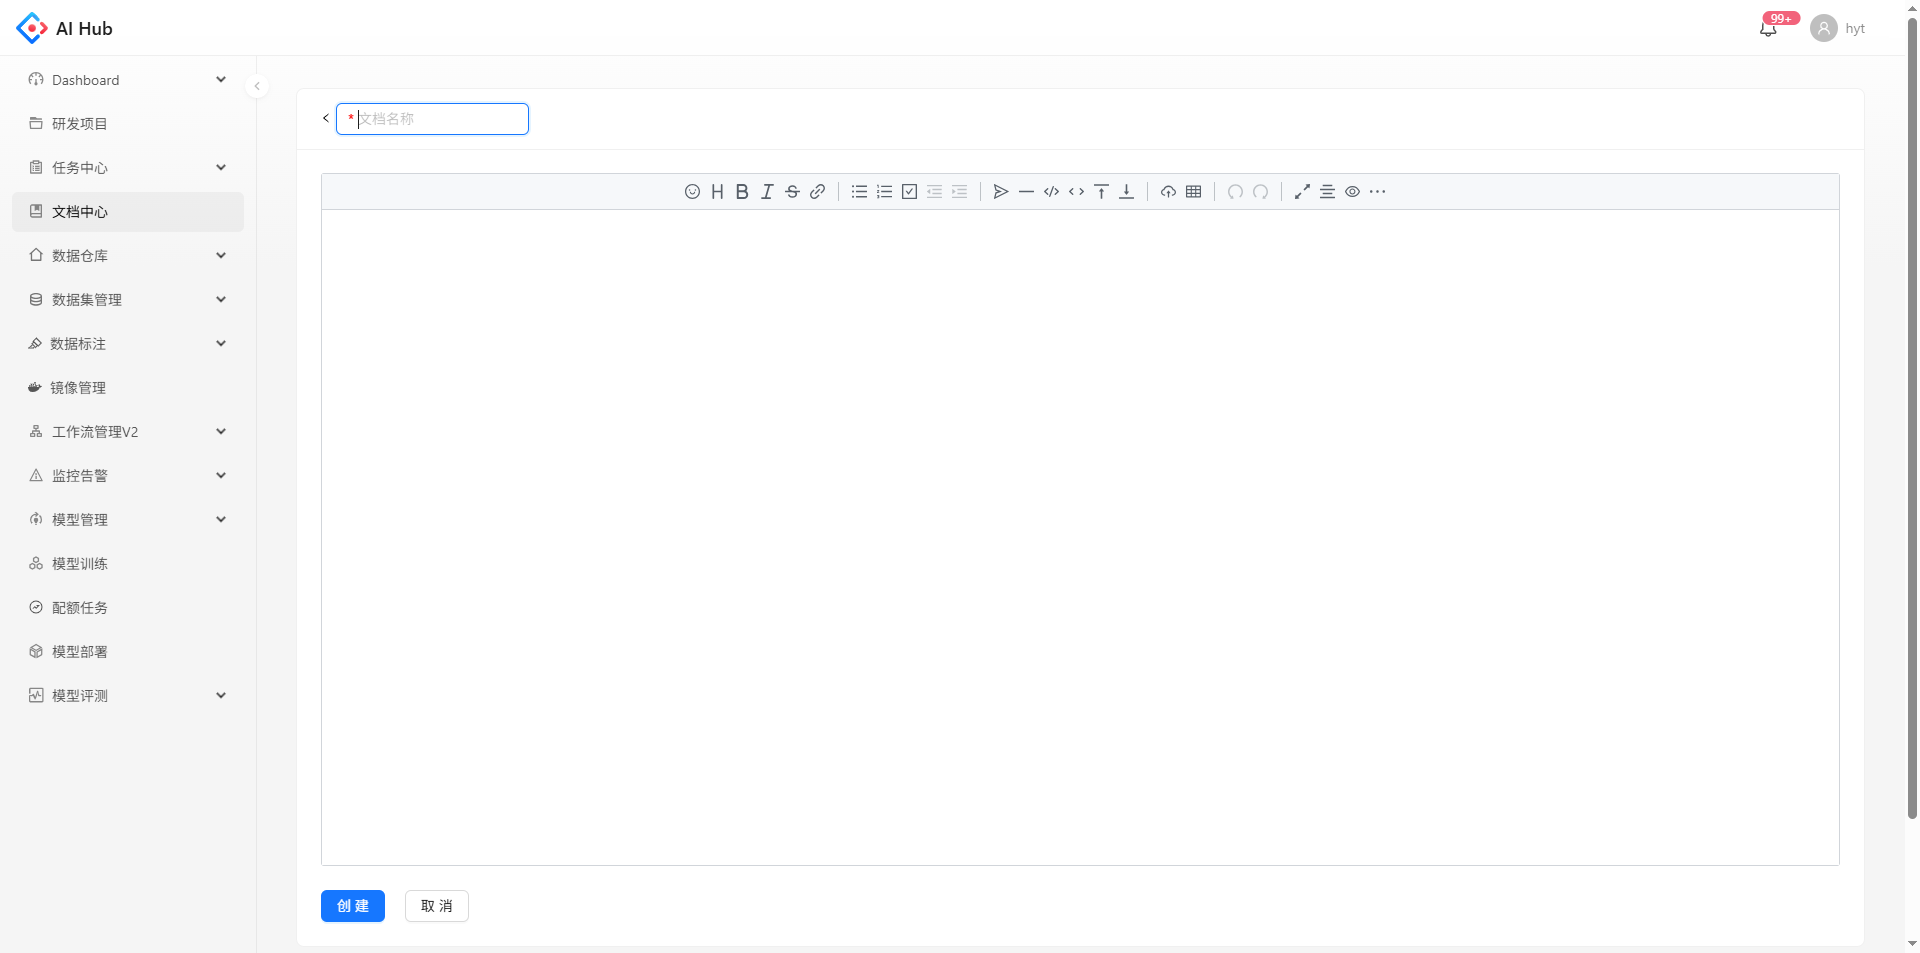 AI Hub
99+
hyt
Dashboard
研发项目
任务中心
文档中心
数据仓库
数据集管理
数据标注
镜像管理
工作流管理V2
监控告警
模型管理
模型训练
配额任务
模型部署
模型评测
* 文档名称
创 建
取 消